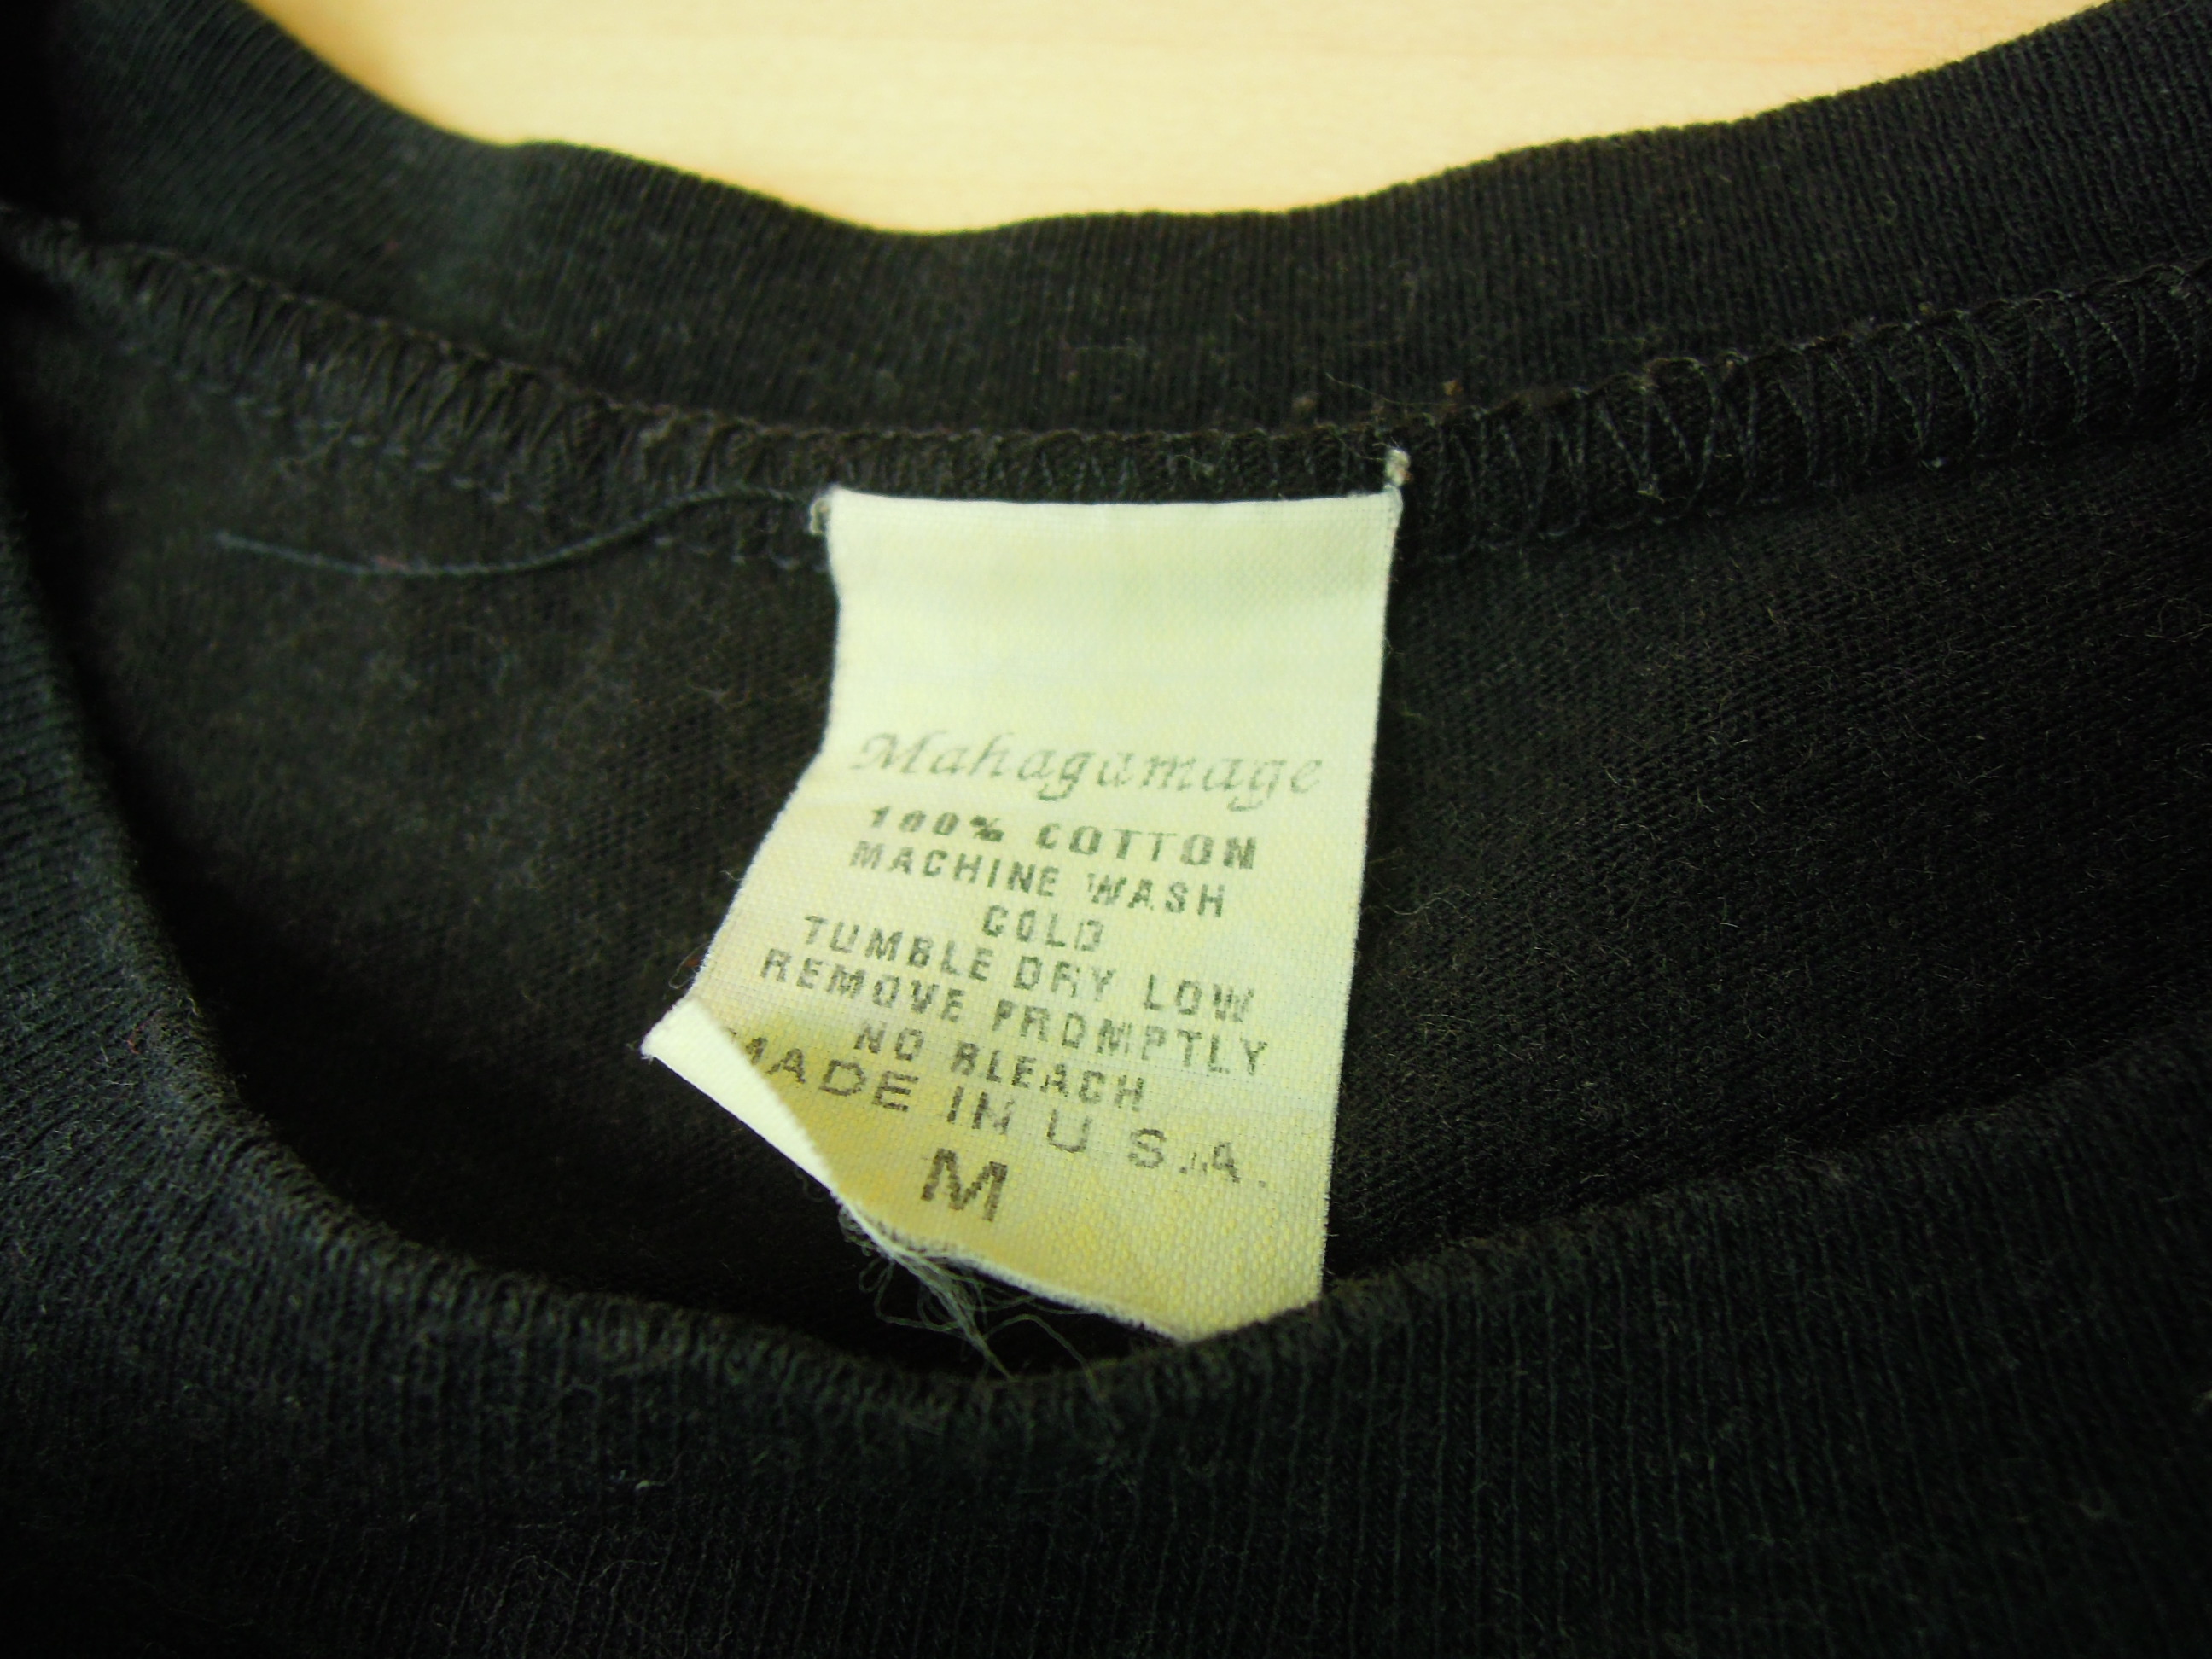 Mahagamage
100% COTTON
MACHINE WASH
COLD
TUMBLE DRY LOW
REMOVE PROMPTLY
NO BLEACH
MADE IN U.S.A.
M